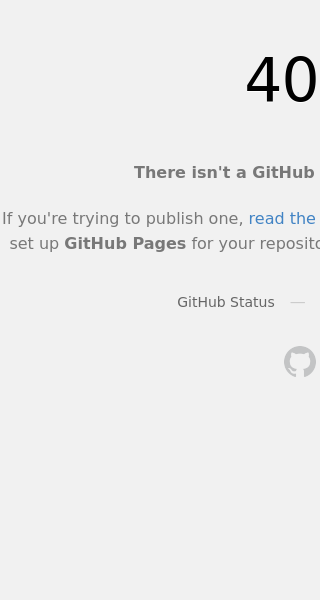 40
There isn't a GitHub
If you're trying to publish one, read the
set up GitHub Pages for your reposito
GitHub Status —